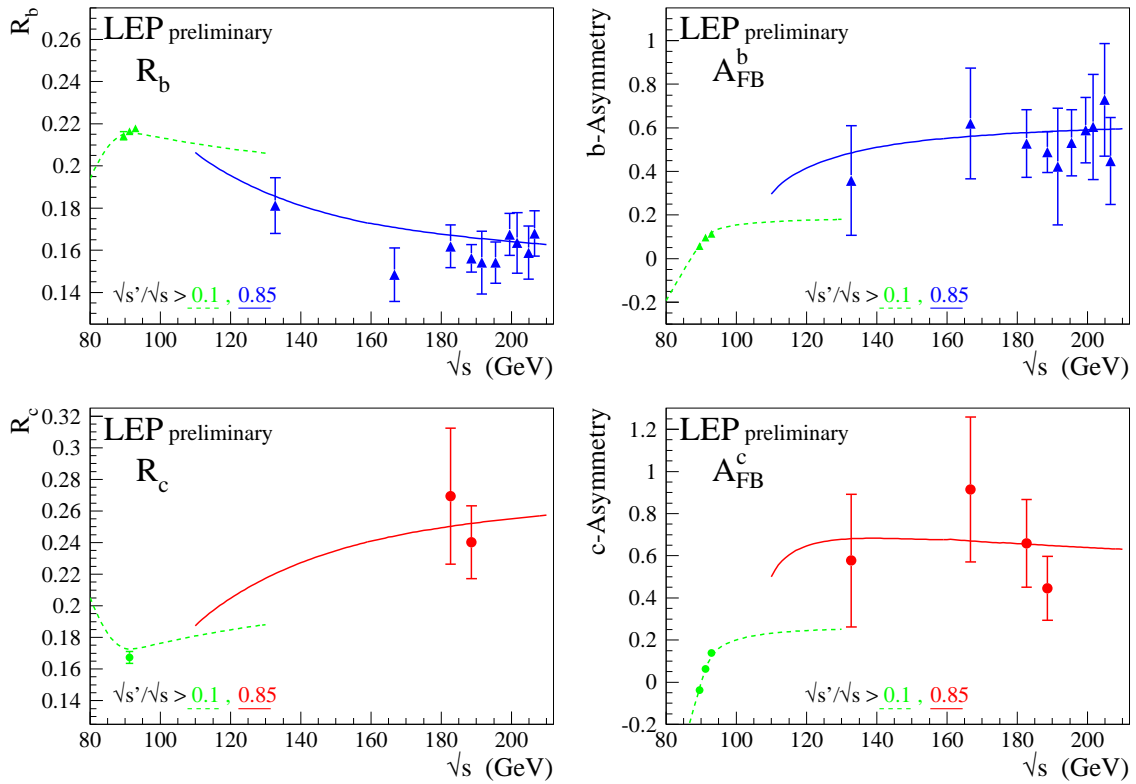 R_b
LEP preliminary
R_b
0.26
0.24
0.22
0.2
0.18
0.16
0.14
√s’/√s > 0.1 , 0.85
80 100 120 140 160 180 200
√s (GeV)
b-Asymmetry
LEP preliminary
A_FB^b
1
0.8
0.6
0.4
0.2
0
-0.2
√s’/√s > 0.1 , 0.85
80 100 120 140 160 180 200
√s (GeV)
R_c
LEP preliminary
R_c
0.32
0.3
0.28
0.26
0.24
0.22
0.2
0.18
0.16
0.14
√s’/√s > 0.1 , 0.85
80 100 120 140 160 180 200
√s (GeV)
c-Asymmetry
LEP preliminary
A_FB^c
1.2
1
0.8
0.6
0.4
0.2
0
-0.2
√s’/√s > 0.1 , 0.85
80 100 120 140 160 180 200
√s (GeV)